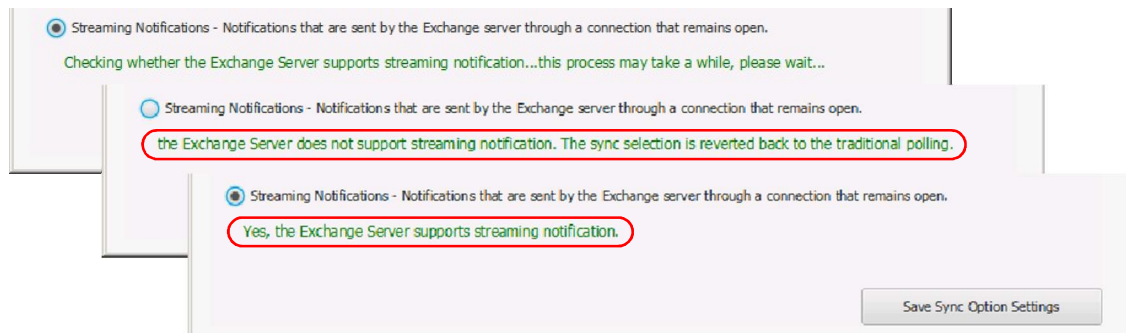 Streaming Notifications - Notifications that are sent by the Exchange server through a connection that remains open.
Checking whether the Exchange Server supports streaming notification...this process may take a while, please wait...
Streaming Notifications - Notifications that are sent by the Exchange server through a connection that remains open.
the Exchange Server does not support streaming notification. The sync selection is reverted back to the traditional polling.
Streaming Notifications - Notifications that are sent by the Exchange server through a connection that remains open.
Yes, the Exchange Server supports streaming notification.
Save Sync Option Settings